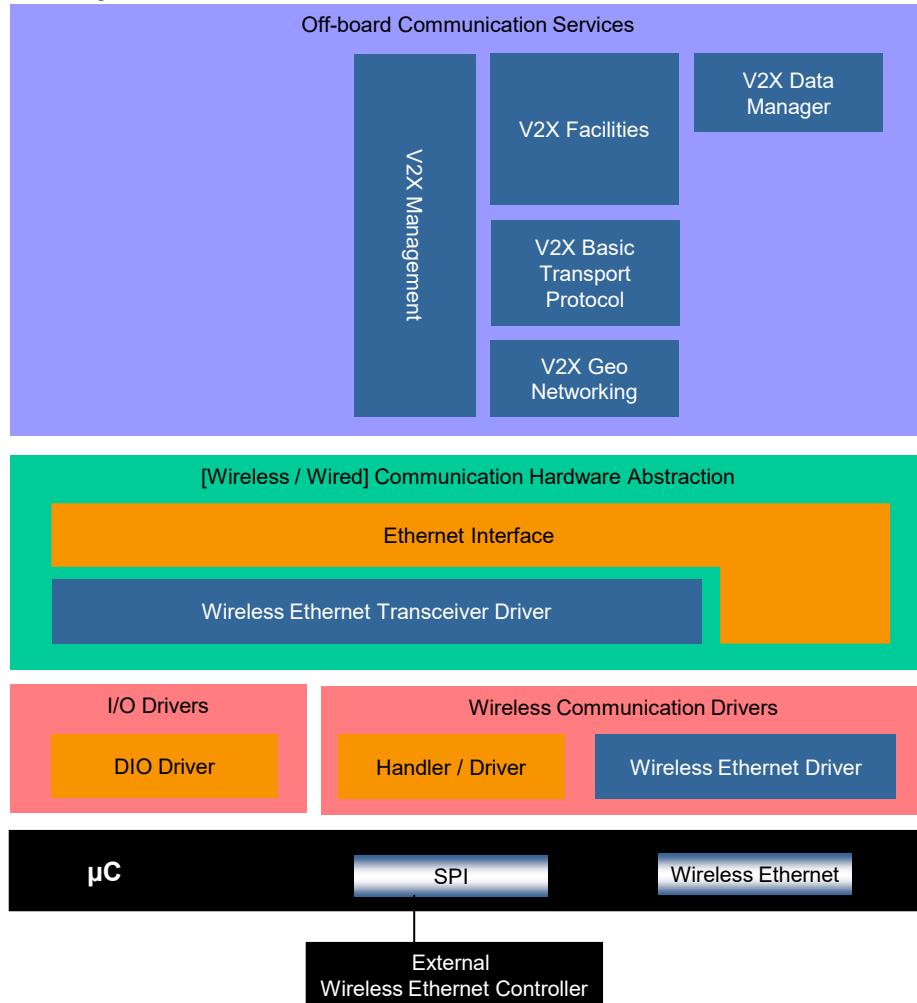 Off-board Communication Services
V2X Management
V2X Facilities
V2X Data
Manager
V2X Basic
Transport
Protocol
V2X Geo
Networking
[Wireless / Wired] Communication Hardware Abstraction
Ethernet Interface
Wireless Ethernet Transceiver Driver
I/O Drivers
DIO Driver
Wireless Communication Drivers
Handler / Driver
Wireless Ethernet Driver
µC
SPI
Wireless Ethernet
External
Wireless Ethernet Controller